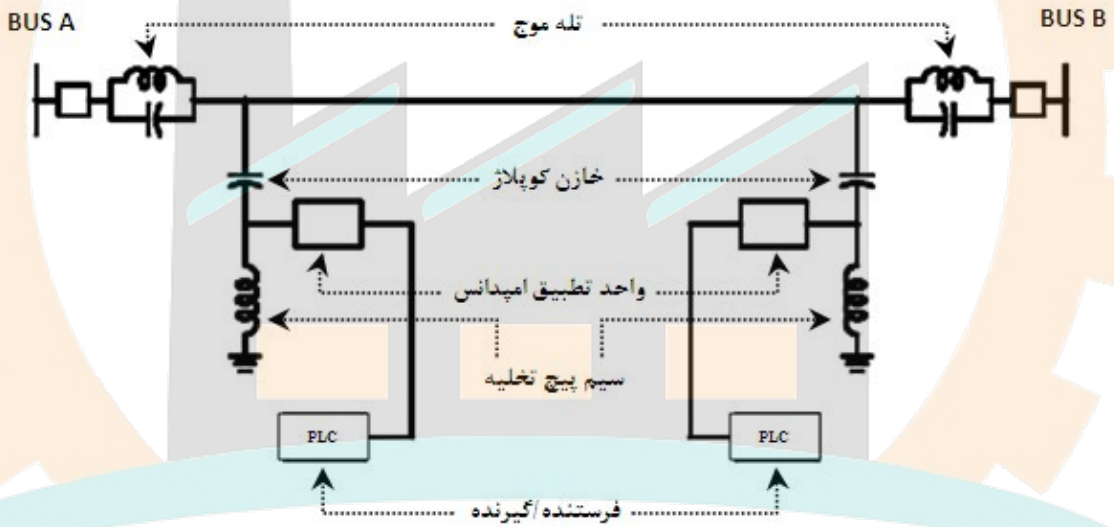 BUS A
تله موج
BUS B
خازن کوپلاژ
واحد تطبیق امپدانس
سیم پیچ تخلیه
PLC
PLC
فرستنده/گیرنده